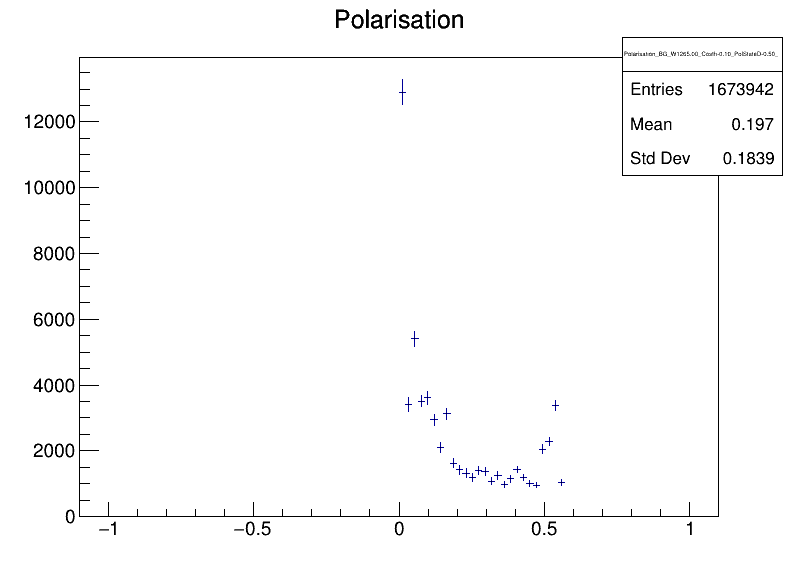 Polarisation
Polarisation_BG_W1265.00_Costh-0.10_PolStateD-0.50_
Entries 1673942
Mean 0.197
Std Dev 0.1839
12000
10000
8000
6000
4000
2000
0
−1 −0.5 0 0.5 1